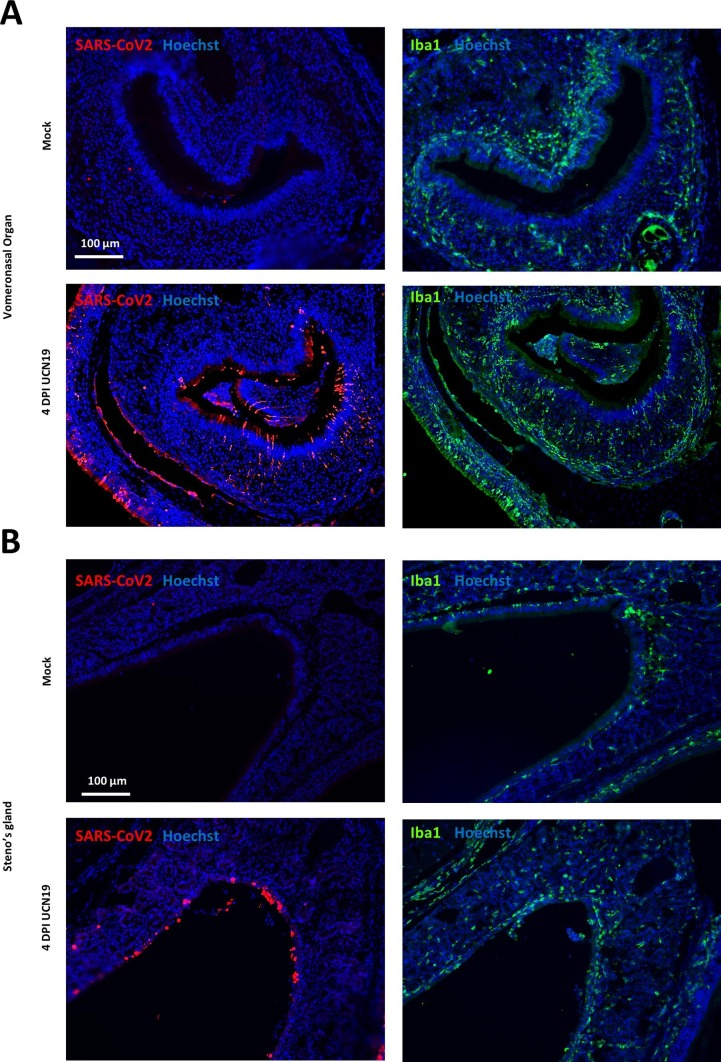 A
SARS-CoV2 Hoechst
Iba1 Hoechst
Mock
100 µm
Vomeronasal Organ
SARS-CoV2 Hoechst
Iba1 Hoechst
4 DPI UCN19
B
SARS-CoV2 Hoechst
Iba1 Hoechst
Mock
100 µm
Steno's gland
SARS-CoV2 Hoechst
Iba1 Hoechst
4 DPI UCN19